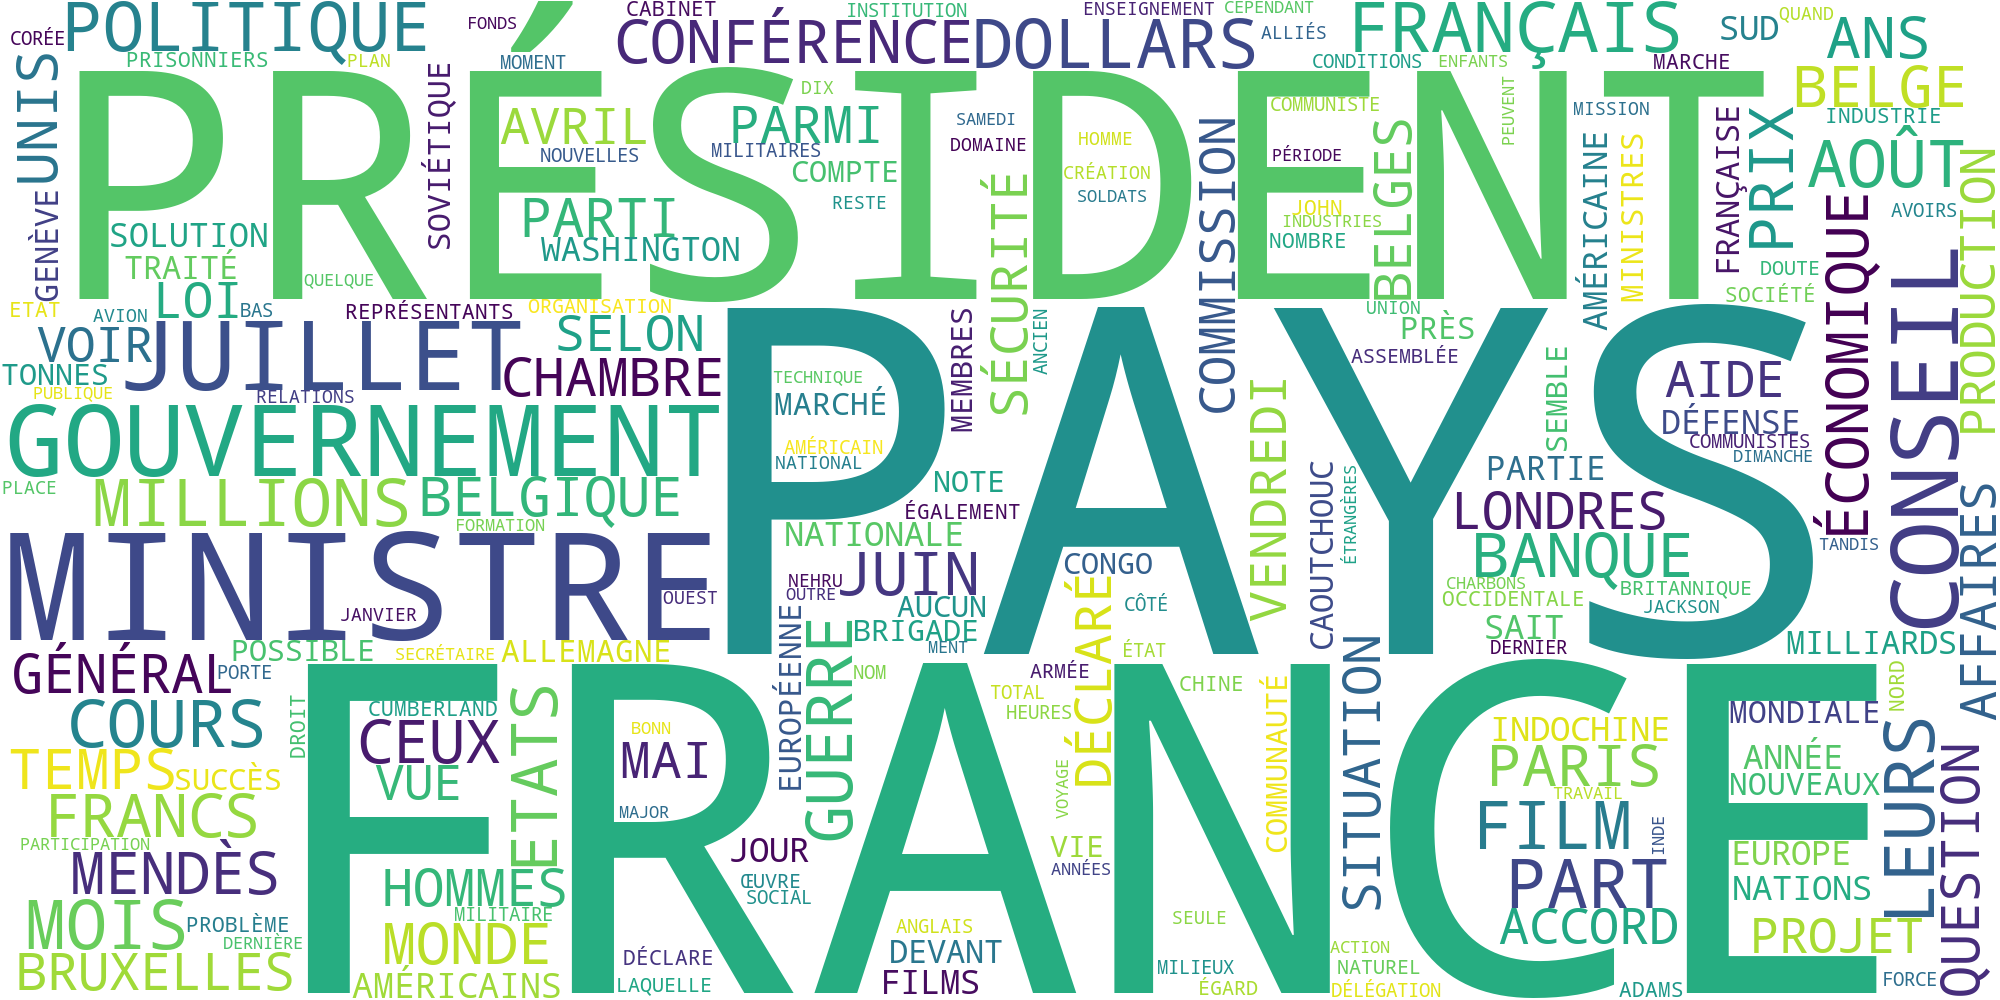 CORÉE POLITIQUE FONDS CABINET INSTITUTION ENSEIGNEMENT CEPENDANT FRANÇAIS SUD QUAND ANS
PRISONNIERS PLAN MOMENT CONFÉRENCE DOLLARS ALLIÉS CONDITIONS ENFANTS MARCHE BELGE
UNIS SOVIÉTIQUE PRÉSIDENT
AVRIL PARMI DIX SAMEDI HOMME COMMUNISTE PEUVENT MISSION INDUSTRIE
NOUVELLES MILITAIRES DOMAINE PÉRIODE FRANÇAISE PRIX AOÛT
COMPTE CRÉATION COMMISSION BELGES AMÉRICAINE MINISTRES PRODUCTION
GENÈVE PARTI RESTE SÉCURITÉ SOLDATS JOHN AVOIRS
SOLUTION WASHINGTON INDUSTRIES NOMBRE ÉCONOMIQUE
TRAITÉ QUELQUE DOUTE
LOI SOCIÉTÉ CONSEIL
ETAT AVION BAS REPRÉSENTANTS ORGANISATION MEMBRES ANCIEN UNION
VOIR JUILLET SELON PAYS PRÈS
TONNES CHAMBRE ASSEMBLÉE SEMBLE AIDE
PUBLIQUE RELATIONS TECHNIQUE MARCHÉ VENDREDI DÉFENSE
GOUVERNEMENT AMÉRICAIN COMMUNISTES
NATIONAL CAOUTCHOUC ÉTRANGÈRES PARTIE DIMANCHE
PLACE MILLIONS BELGIQUE NOTE LONDRES AFFAIRES
FORMATION ÉGALEMENT
MINISTRE NATIONALE BANQUE TANDIS
JUIN CONGO
NEHRU CHARBONS BRITANNIQUE
JANVIER OUEST OUTRE AUCUN CÔTÉ OCCIDENTALE JACKSON
POSSIBLE EUROPÉENNE GUERRE BRIGADE DÉCLARÉ SITUATION SAIT MILLIARDS
SECRÉTAIRE ALLEMAGNE MENT ÉTAT DERNIER
GÉNÉRAL PORTE FRANCE NOM ARMÉE CHINE NORD
COURS DROIT CUMBERLAND ETATS TOTAL COMMUNAUTÉ MONDIALE
CEUX BONN HEURES INDOCHINE LEURS
TEMPS SUCCÈS VUE MAI VOYAGE PARIS ANNÉE QUESTION
NOUVEAUX
FRANCS MAJOR TRAVAIL
PARTICIPATION JOUR VIE FILM INDE EUROPE
MENDÈS HOMMES ŒUVRE ANNÉES PART NATIONS
SOCIAL
MOIS PROBLÈME MILITAIRE ANGLAIS SEULE ACCORD PROJET
DERNIÈRE MONDE DEVANT ACTION
BRUXELLES DÉCLARE MILIEUX NATUREL
AMÉRICAINS LAQUELLE FILMS ÉGARD DÉLÉGATION ADAMS FORCE